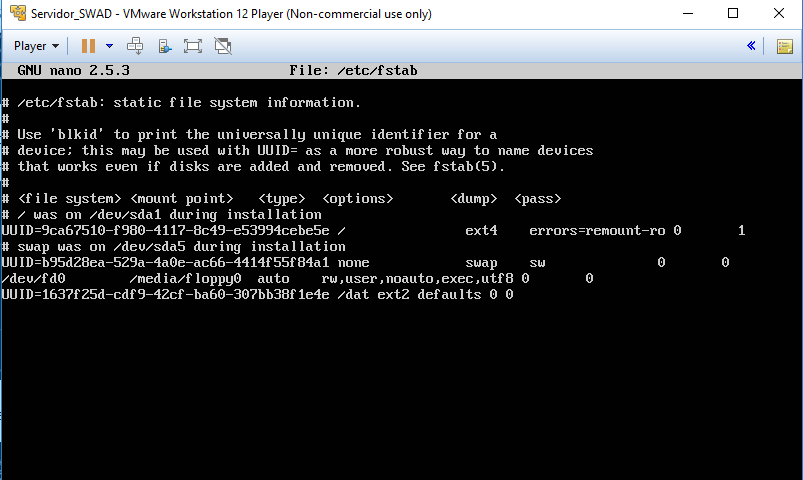 Servidor_SWAD - VMware Workstation 12 Player (Non-commercial use only)
Player
GNU nano 2.5.3 File: /etc/fstab
# /etc/fstab: static file system information.
#
# Use 'blkid' to print the universally unique identifier for a
# device; this may be used with UUID= as a more robust way to name devices
# that works even if disks are added and removed. See fstab(5).
#
# <file system> <mount point> <type> <options> <dump> <pass>
# / was on /dev/sda1 during installation
UUID=9ca67510-f980-4117-8c49-e53994cebe5e / ext4 errors=remount-ro 0 1
# swap was on /dev/sda5 during installation
UUID=b95d28ea-529a-4a0e-ac66-4414f55f84a1 none swap sw 0 0
/dev/fd0 /media/floppy0 auto rw,user,noauto,exec,utf8 0 0
UUID=1637f25d-cdf9-42cf-ba60-307bb38f1e4e /dat ext2 defaults 0 0